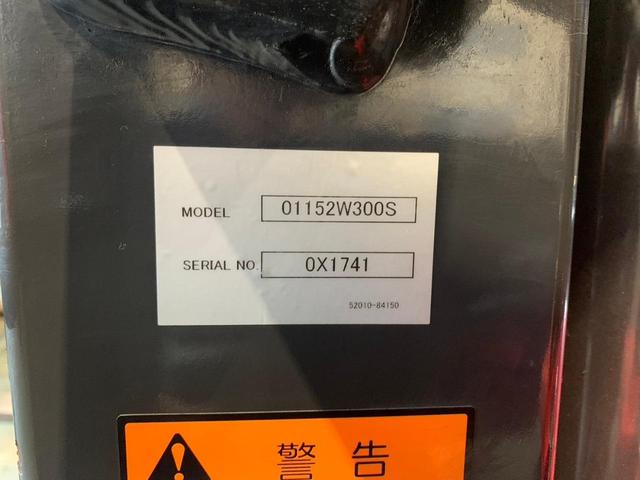 MODEL 01152W300S
SERIAL NO. 0X1741
52010-84150
警告